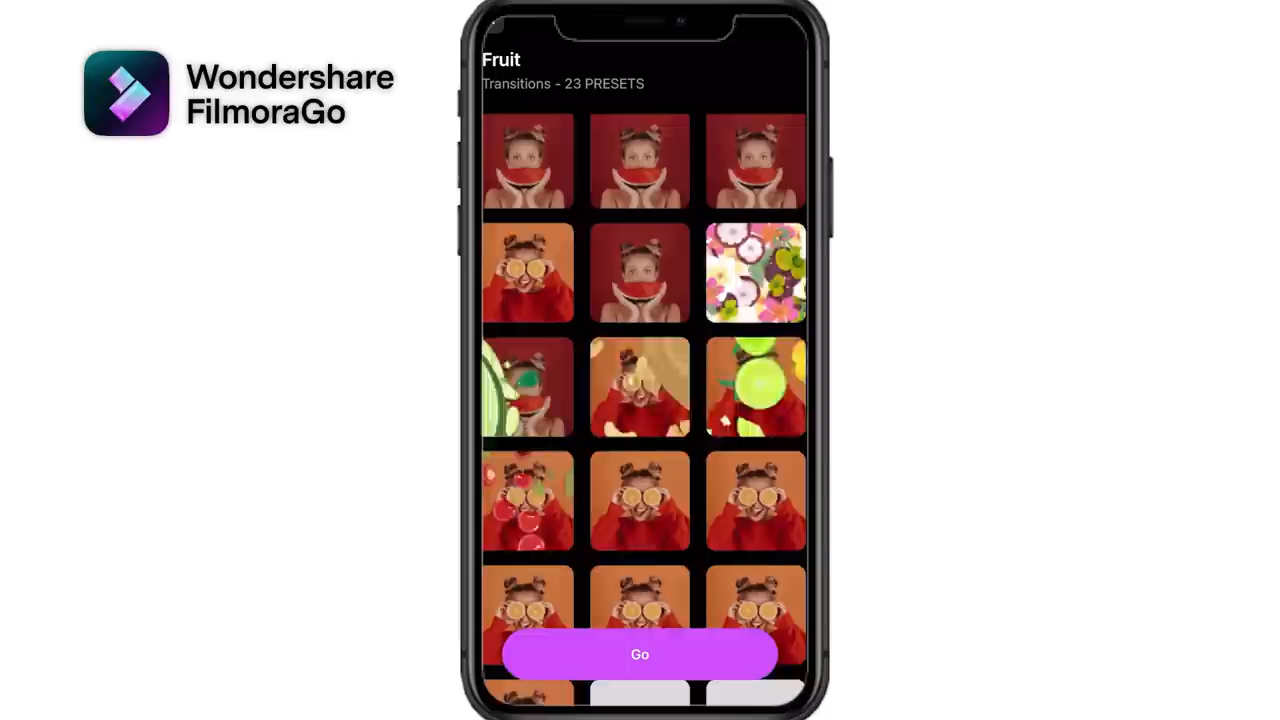 Wondershare
FilmoraGo
Fruit
Transitions - 23 PRESETS
Go